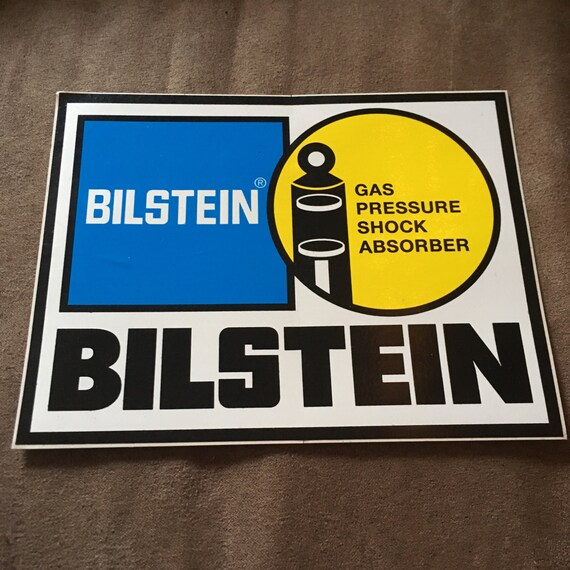 BILSTEIN®
GAS
PRESSURE
SHOCK
ABSORBER
BILSTEIN